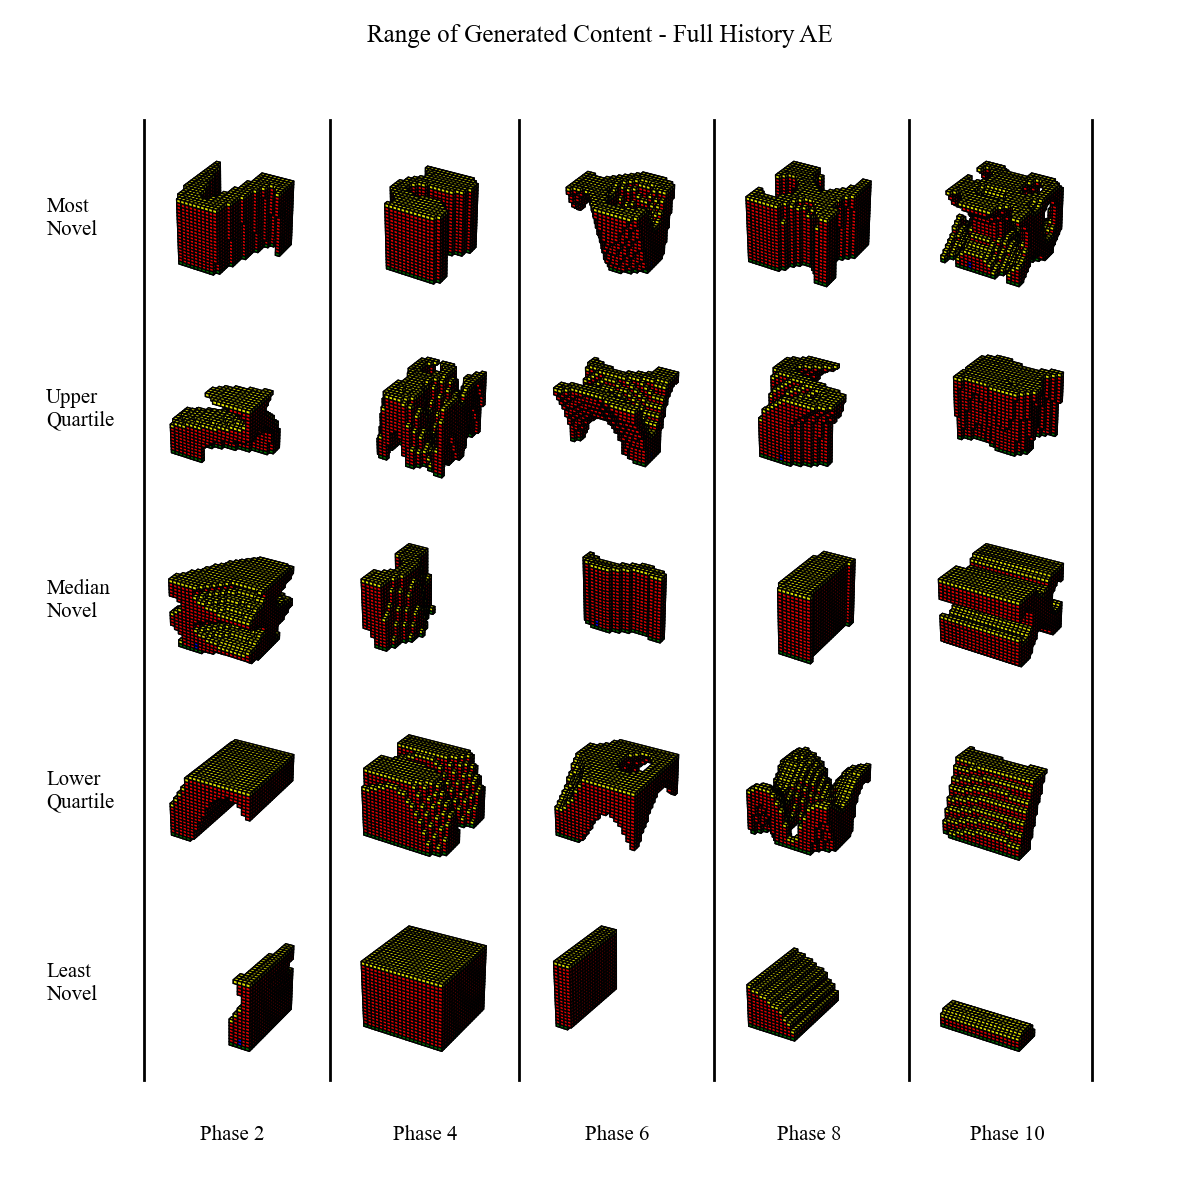 Range of Generated Content - Full History AE
Most
Novel
Upper
Quartile
Median
Novel
Lower
Quartile
Least
Novel
Phase 2
Phase 4
Phase 6
Phase 8
Phase 10